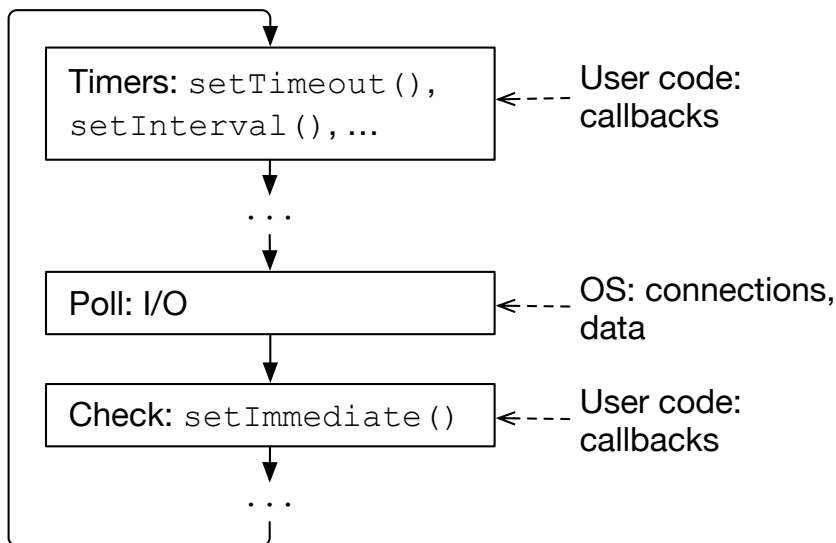 Timers: setTimeout(),
setInterval(), …
User code:
callbacks
...
Poll: I/O
OS: connections,
data
Check: setImmediate()
User code:
callbacks
...